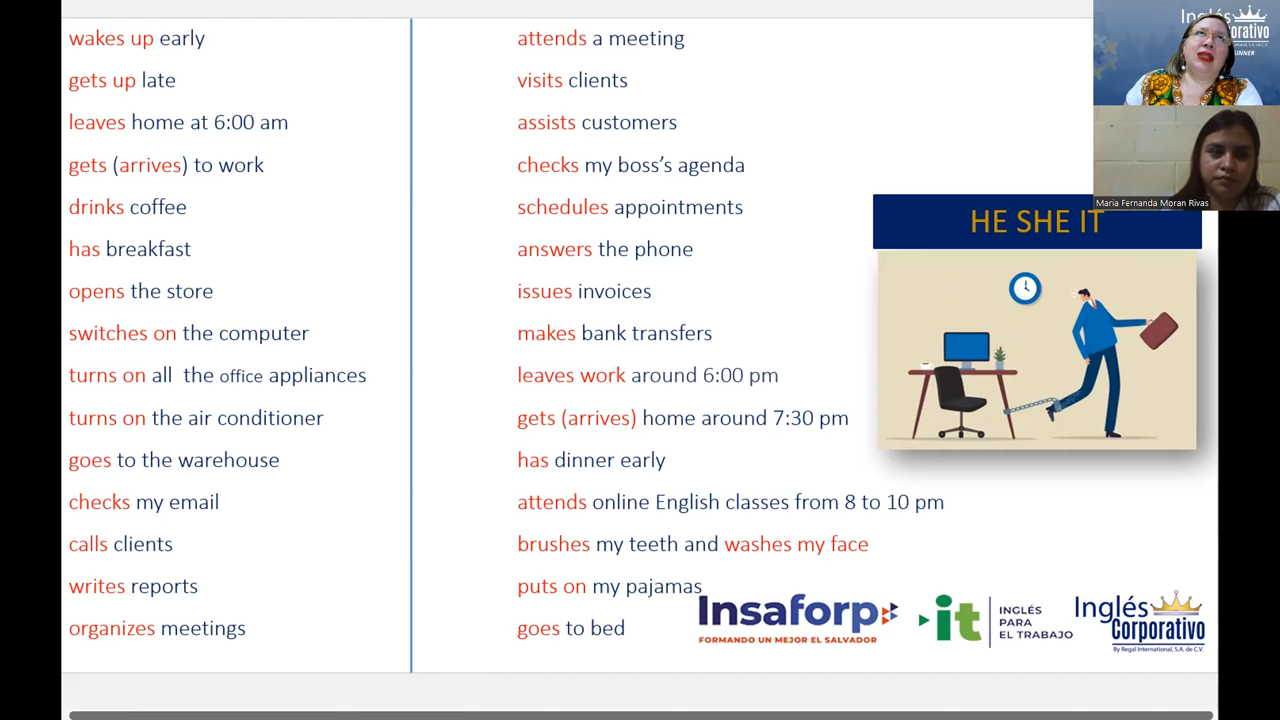 wakes up early
gets up late
leaves home at 6:00 am
gets (arrives) to work
drinks coffee
has breakfast
opens the store
switches on the computer
turns on all the office appliances
turns on the air conditioner
goes to the warehouse
checks my email
calls clients
writes reports
organizes meetings
attends a meeting
visits clients
assists customers
checks my boss's agenda
schedules appointments
answers the phone
issues invoices
makes bank transfers
leaves work around 6:00 pm
gets (arrives) home around 7:30 pm
has dinner early
attends online English classes from 8 to 10 pm
brushes my teeth and washes my face
puts on my pajamas
goes to bed
HE SHE IT
Maria Fernanda Moran Rivas
Insaforp
FORMANDO UN MEJOR EL SALVADOR
it
INGLÉS
PARA
EL TRABAJO
Inglés
Corporativo
By Regal International, S.A. de C.V.